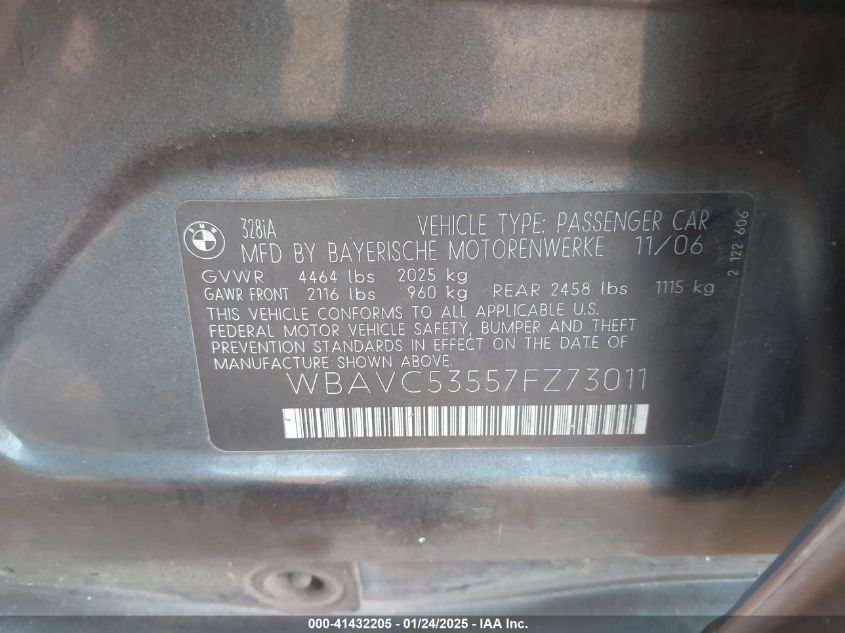 BMW
328iA VEHICLE TYPE: PASSENGER CAR
MFD BY BAYERISCHE MOTORENWERKE 11/06
GVWR 4464 lbs 2025 kg
GAWR FRONT 2116 lbs 960 kg REAR 2458 lbs 1115 kg
THIS VEHICLE CONFORMS TO ALL APPLICABLE U.S.
FEDERAL MOTOR VEHICLE SAFETY, BUMPER AND THEFT
PREVENTION STANDARDS IN EFFECT ON THE DATE OF
MANUFACTURE SHOWN ABOVE.
WBAVC53557FZ73011
2 122 606
000-41432205 - 01/24/2025 - IAA Inc.